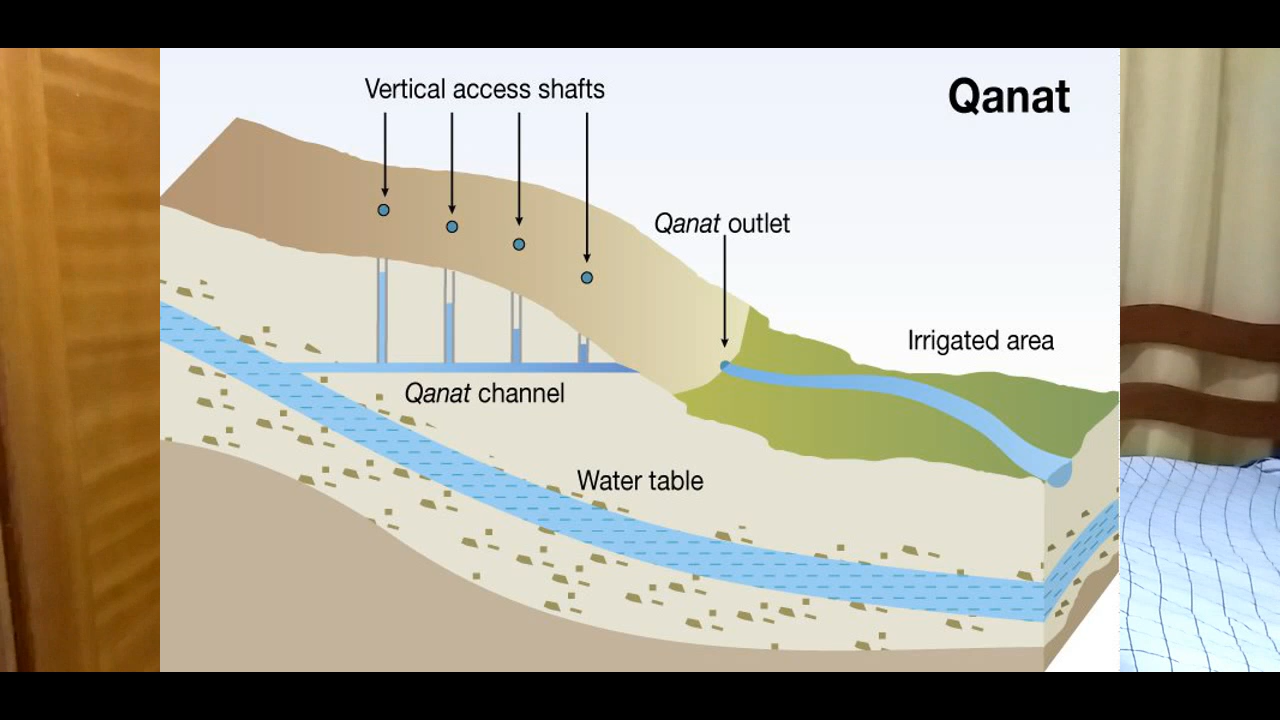 Vertical access shafts
Qanat
Qanat outlet
Irrigated area
Qanat channel
Water table